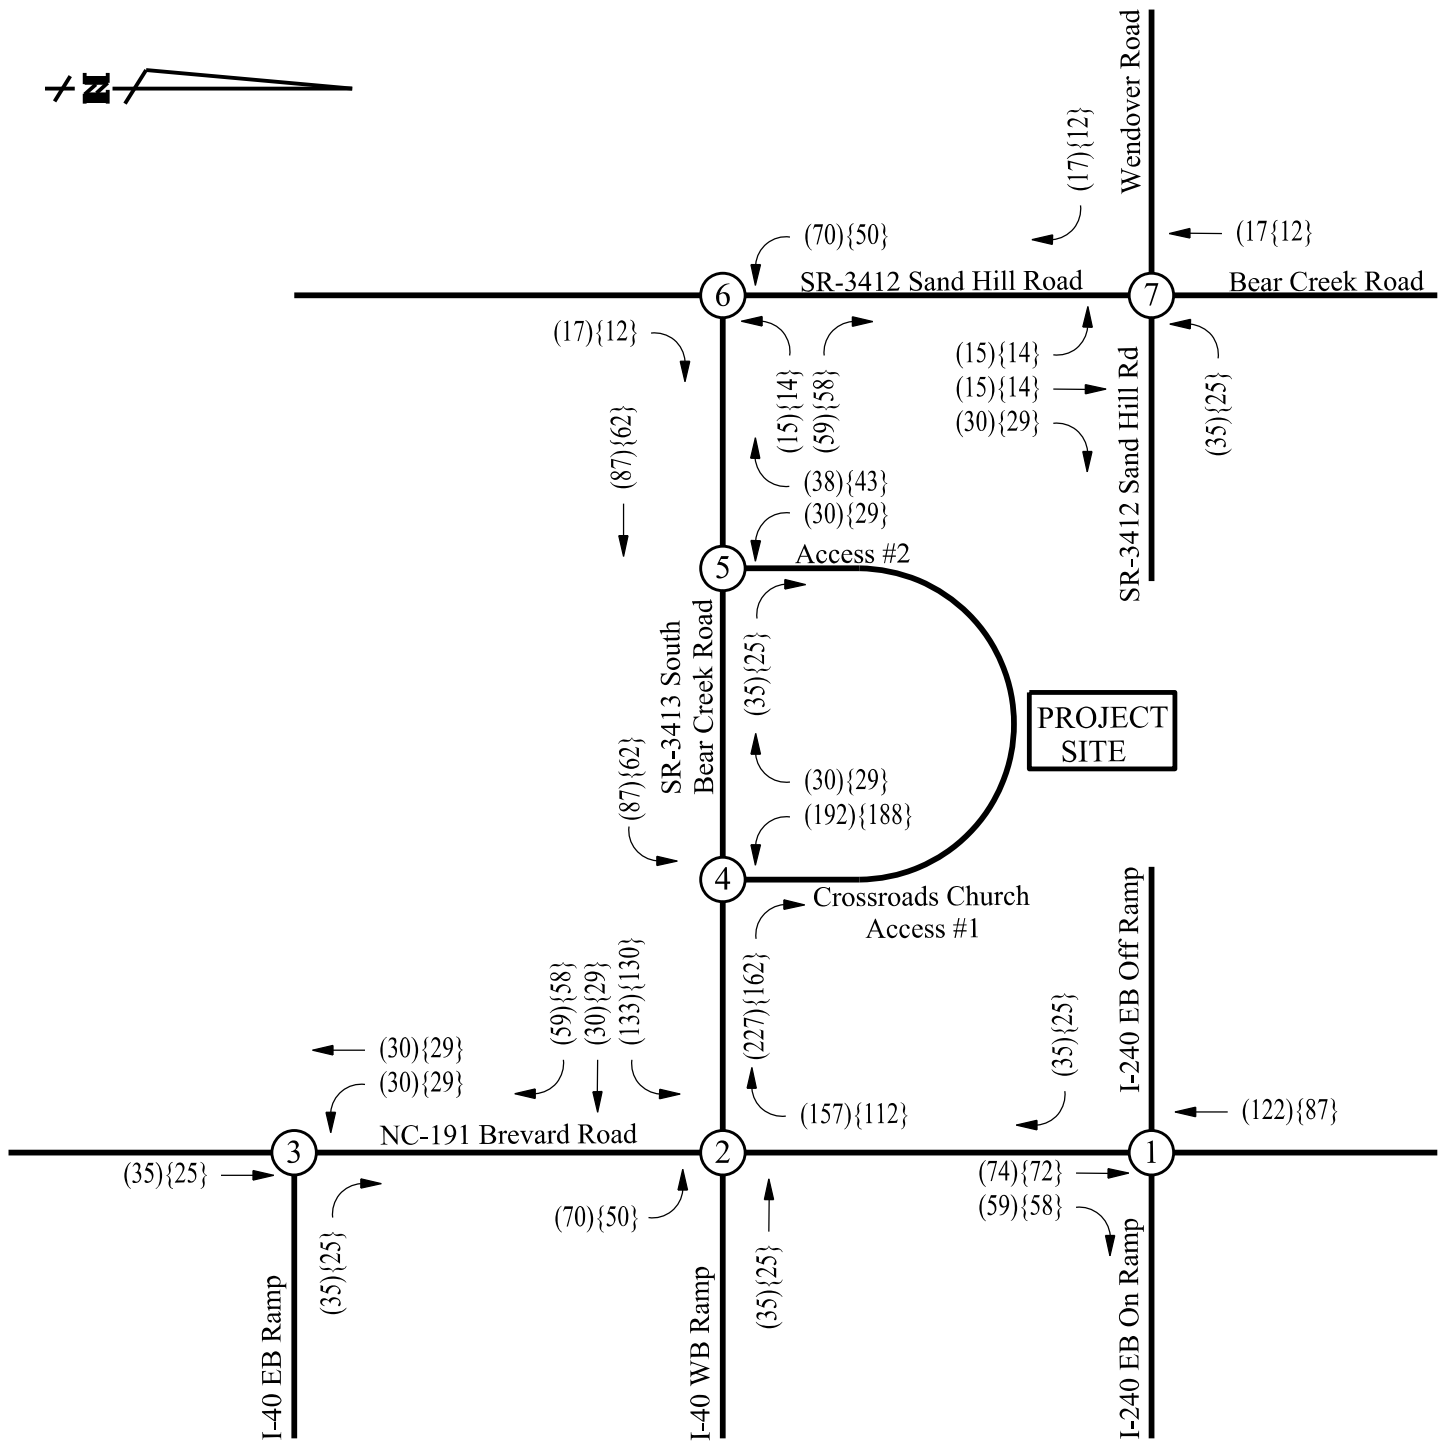 N
Wendover Road
(17){12}
(17{12}
(70){50}
6
SR-3412 Sand Hill Road
7
Bear Creek Road
(17){12}
(15){14}
(59){58}
(15){14}
(15){14}
(30){29}
SR-3412 Sand Hill Rd
(35){25}
(87){62}
(38){43}
(30){29}
5
Access #2
(35){25}
SR-3413 South
Bear Creek Road
PROJECT
SITE
(87){62}
(30){29}
(192){188}
4
Crossroads Church
Access #1
(227){162}
I-240 EB Off Ramp
(59){58}
(30){29}
(133){130}
(35){25}
(30){29}
(30){29}
(157){112}
(122){87}
3
NC-191 Brevard Road
2
1
(35){25}
(74){72}
(59){58}
(70){50}
(35){25}
(35){25}
I-40 EB Ramp
I-40 WB Ramp
I-240 EB On Ramp